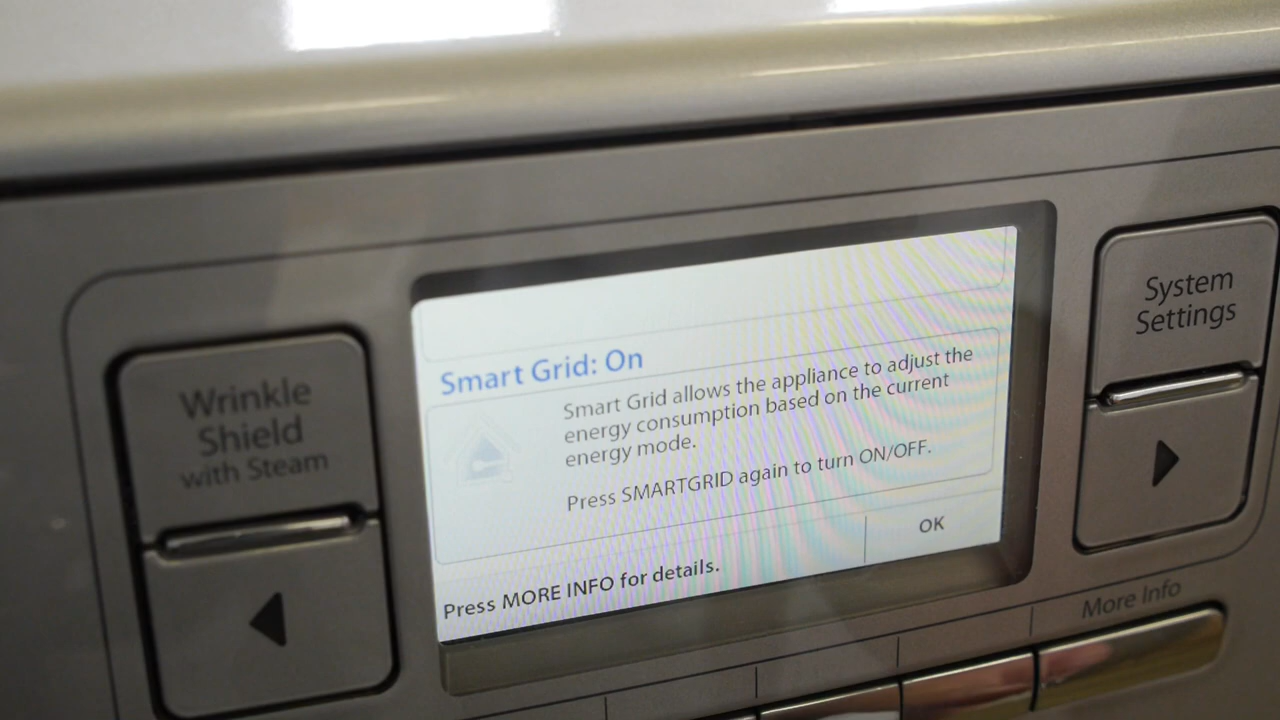 Wrinkle
Shield
with Steam
Smart Grid: On
Smart Grid allows the appliance to adjust the
energy consumption based on the current
energy mode.
Press SMARTGRID again to turn ON/OFF.
OK
Press MORE INFO for details.
System
Settings
More Info